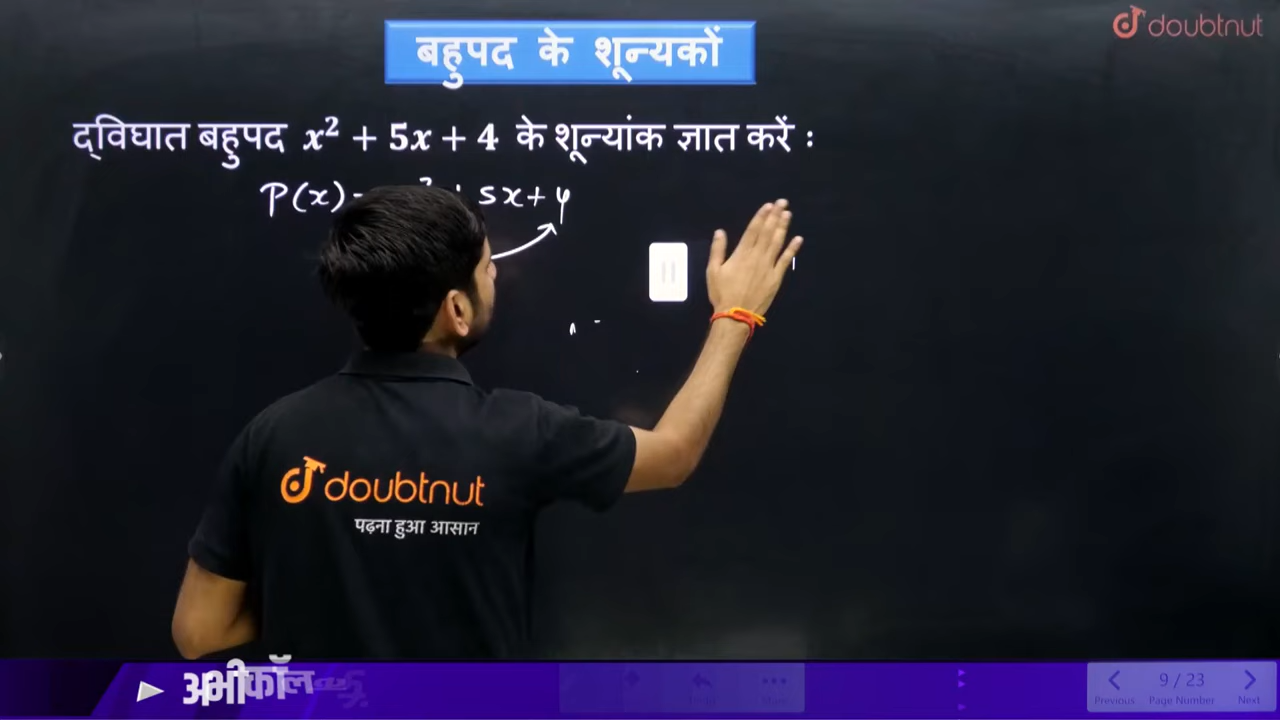 doubtnut
बहुपद के शून्यकों
द्विघात बहुपद x² + 5x + 4 के शून्यांक ज्ञात करें :
P(x) 5x+4
doubtnut
पढ़ना हुआ आसान
अभी कॉल
9 / 23
Previous Page Number Next